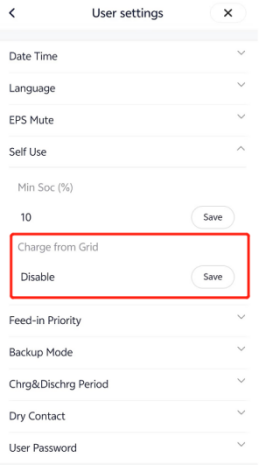 User settings
Date Time
Language
EPS Mute
Self Use
Min Soc (%)
10 Save
Charge from Grid
Disable Save
Feed-in Priority
Backup Mode
Chrg&Dischrg Period
Dry Contact
User Password